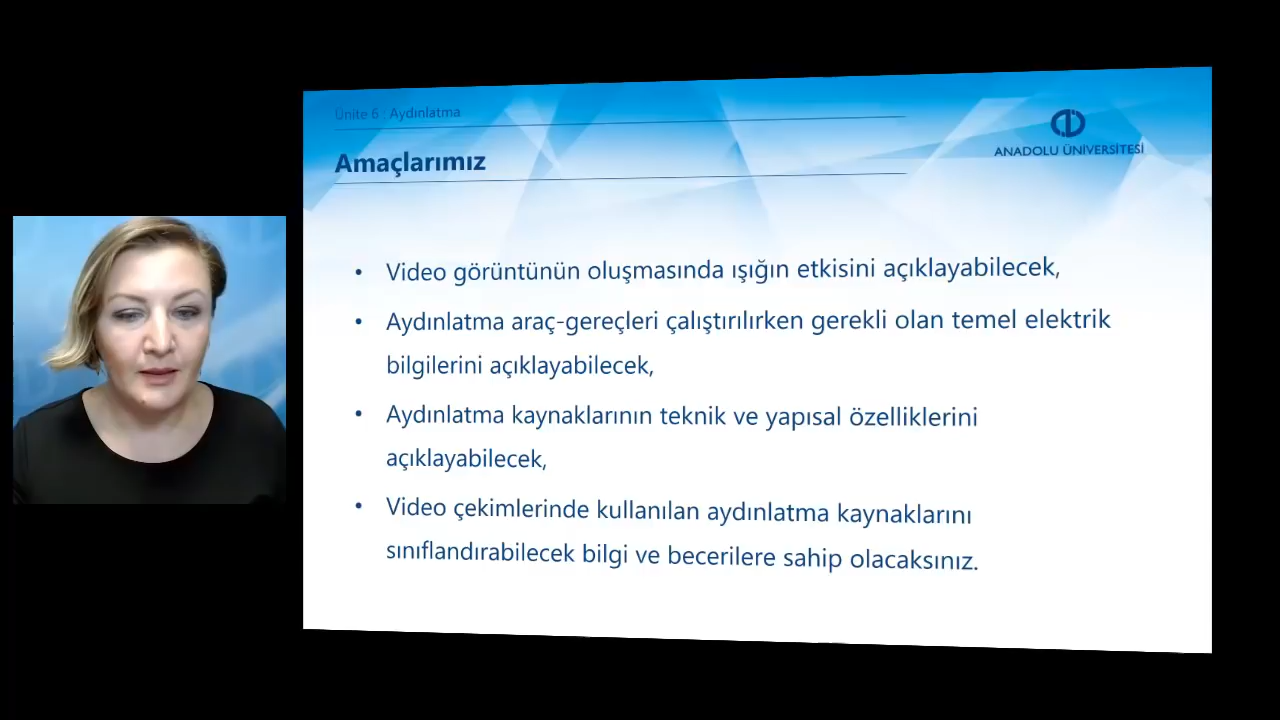 Ünite 6 : Aydınlatma
Amaçlarımız
ANADOLU ÜNİVERSİTESİ
• Video görüntünün oluşmasında ışığın etkisini açıklayabilecek,
• Aydınlatma araç-gereçleri çalıştırılırken gerekli olan temel elektrik
bilgilerini açıklayabilecek,
• Aydınlatma kaynaklarının teknik ve yapısal özelliklerini
açıklayabilecek,
• Video çekimlerinde kullanılan aydınlatma kaynaklarını
sınıflandırabilecek bilgi ve becerilere sahip olacaksınız.